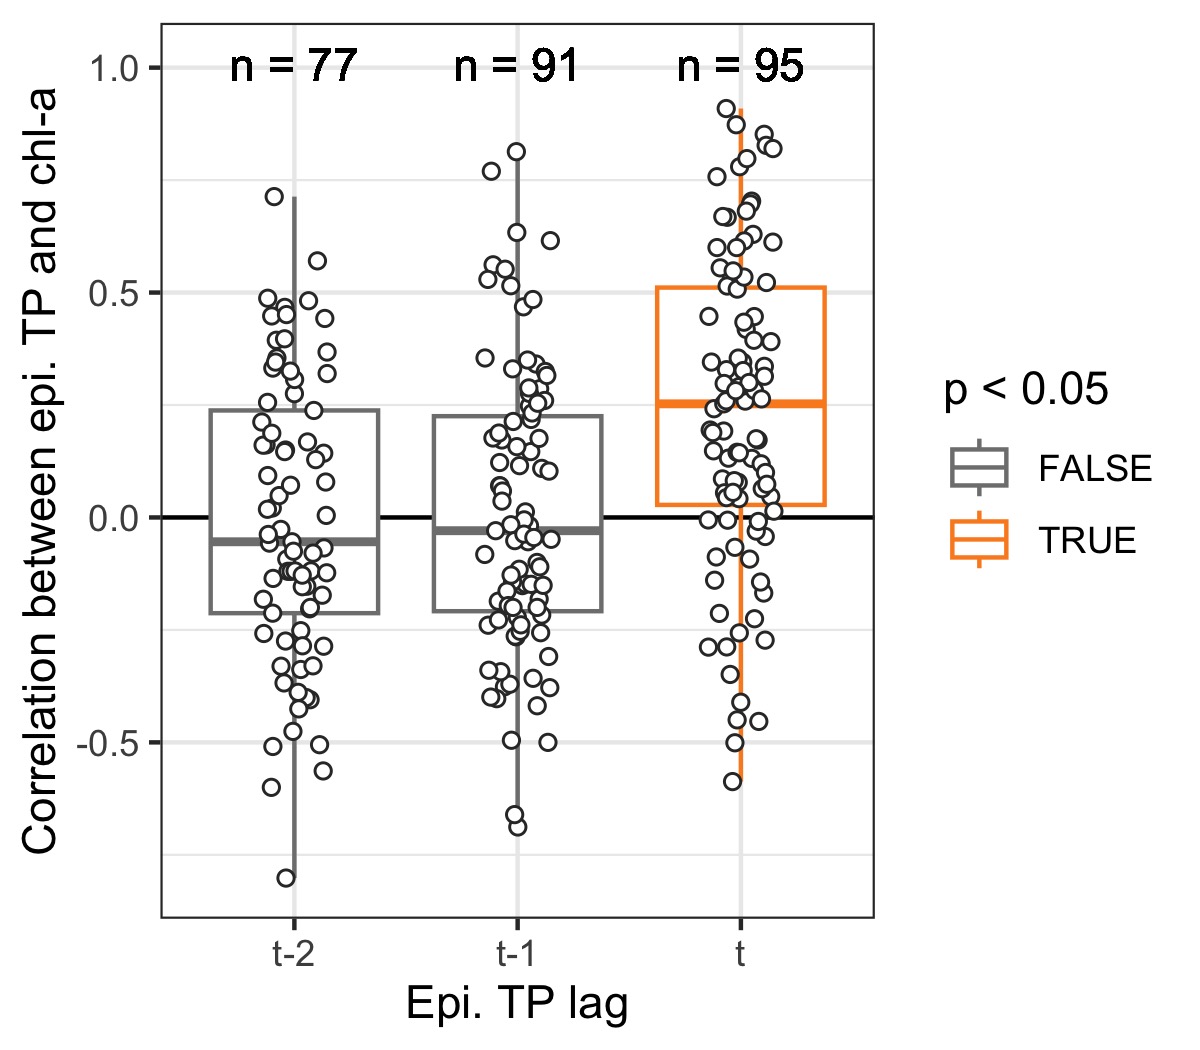 n = 77 n = 91 n = 95
1.0
0.5
0.0
-0.5
Correlation between epi. TP and chl-a
t-2 t-1 t
Epi. TP lag
p < 0.05
FALSE
TRUE